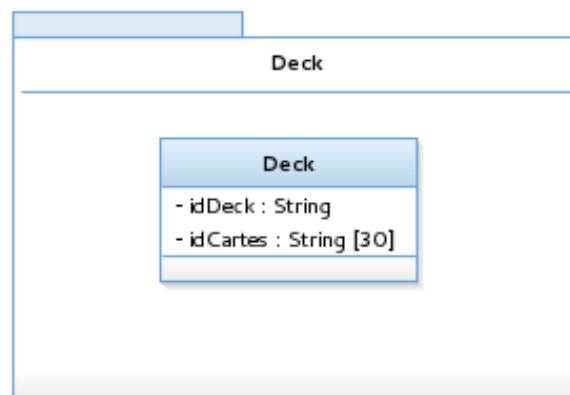 Deck
Deck
- idDeck : String
- idCartes : String [30]